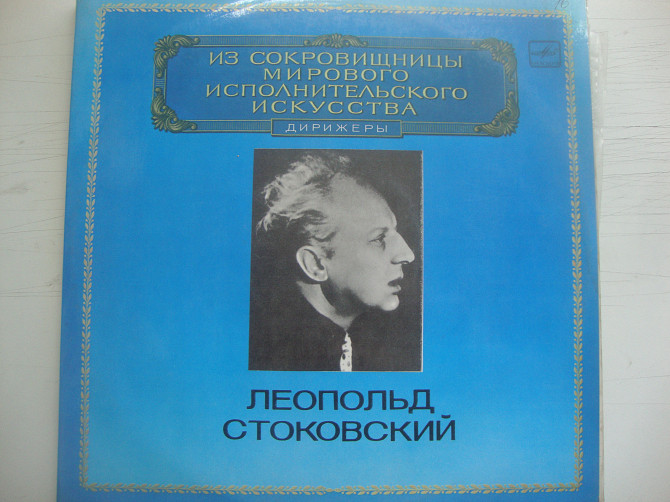 ИЗ СОКРОВИЩНИЦЫ
МИРОВОГО
ИСПОЛНИТЕЛЬСКОГО
ИСКУССТВА
ДИРИЖЕРЫ
ЛЕОПОЛЬД
СТОКОВСКИЙ